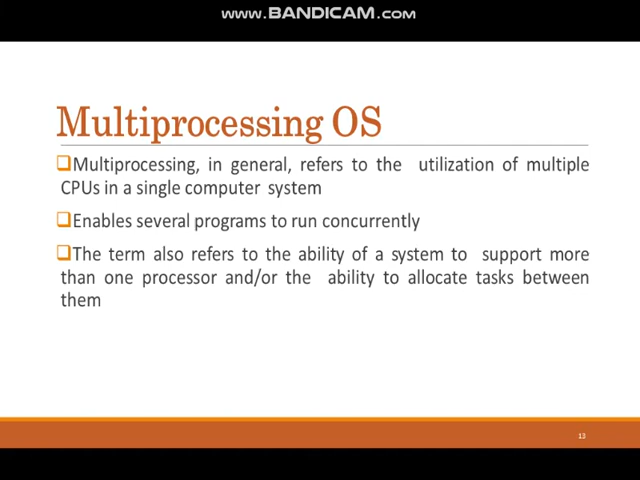 www.BANDICAM.com
Multiprocessing OS
❑Multiprocessing, in general, refers to the utilization of multiple
CPUs in a single computer system
❑Enables several programs to run concurrently
❑The term also refers to the ability of a system to support more
than one processor and/or the ability to allocate tasks between
them
13